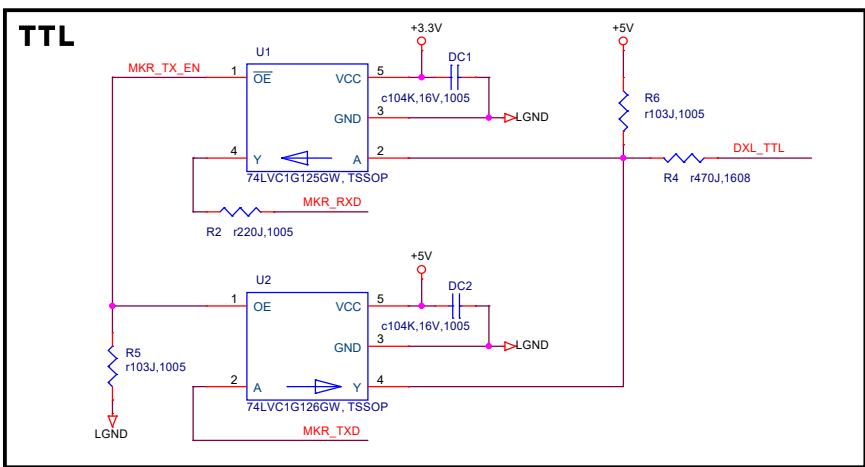 TTL
+3.3V
+5V
U1
DC1
MKR_TX_EN
1
OE
VCC
5
c104K,16V,1005
R6
r103J,1005
GND
3
LGND
4
Y
A
2
DXL_TTL
74LVC1G125GW, TSSOP
R4 r470J,1608
MKR_RXD
R2 r220J,1005
+5V
U2
DC2
1
OE
VCC
5
c104K,16V,1005
GND
3
LGND
R5
r103J,1005
2
A
Y
4
74LVC1G126GW, TSSOP
LGND
MKR_TXD